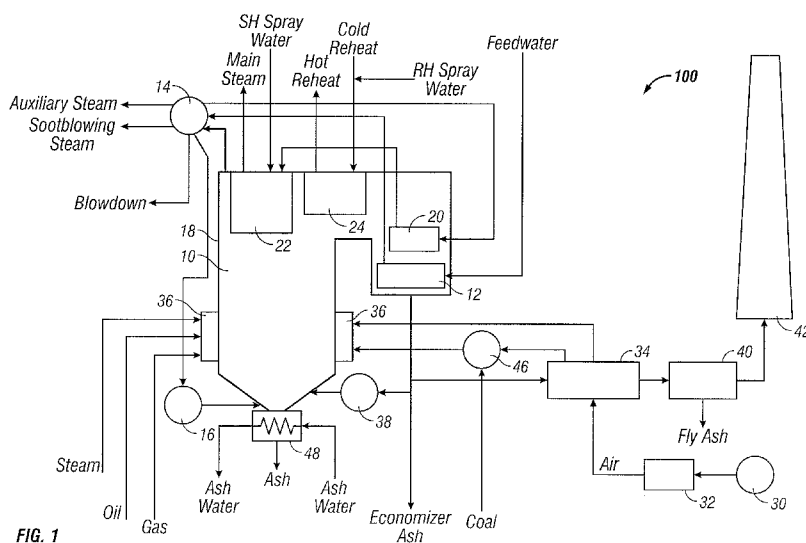 SH Spray
Water
Cold
Reheat
Feedwater
Main
Steam
Hot
Reheat
RH Spray
Water
100
14
Auxiliary Steam
Sootblowing
Steam
Blowdown
18
10
22
24
20
12
36
36
46
34
40
42
16
38
48
Fly Ash
Steam
Oil
Gas
Ash
Water
Ash
Ash
Water
Economizer
Ash
Coal
Air
32
30
FIG. 1